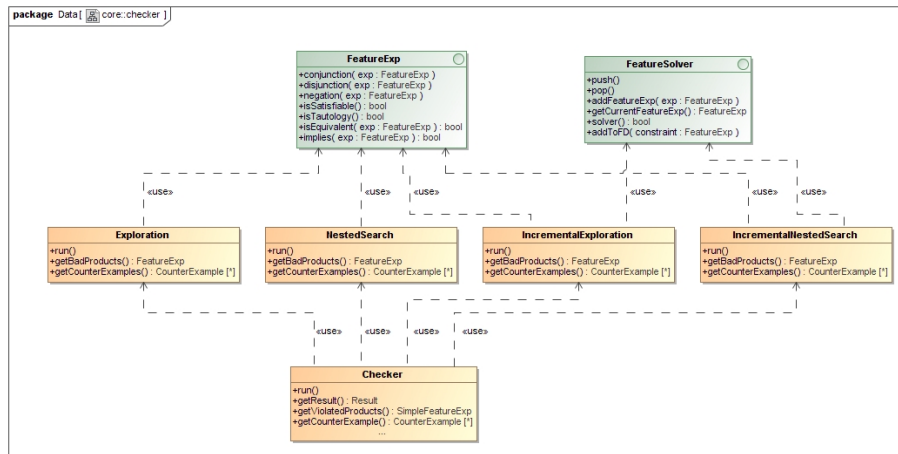 package Data [ core::checker ]
FeatureExp
+conjunction( exp : FeatureExp )
+disjunction( exp : FeatureExp )
+negation( exp : FeatureExp )
+isSatisfiable() : bool
+isTautology() : bool
+isEquivalent( exp : FeatureExp ) : bool
+implies( exp : FeatureExp ) : bool
FeatureSolver
+push()
+pop()
+addFeatureExp( exp : FeatureExp )
+getCurrentFeatureExp() : FeatureExp
+solver() : bool
+addToFD( constraint : FeatureExp )
«use»
«use»
«use»
«use»
«use»
«use»
Exploration
+run()
+getBadProducts() : FeatureExp
+getCounterExamples() : CounterExample [*]
NestedSearch
+run()
+getBadProducts() : FeatureExp
+getCounterExamples() : CounterExample [*]
IncrementalExploration
+run()
+getBadProducts() : FeatureExp
+getCounterExamples() : CounterExample [*]
IncrementalNestedSearch
+run()
+getBadProducts() : FeatureExp
+getCounterExamples() : CounterExample [*]
«use»
«use»
«use»
«use»
Checker
+run()
+getResult() : Result
+getViolatedProducts() : SimpleFeatureExp
+getCounterExample() : CounterExample [*]
...